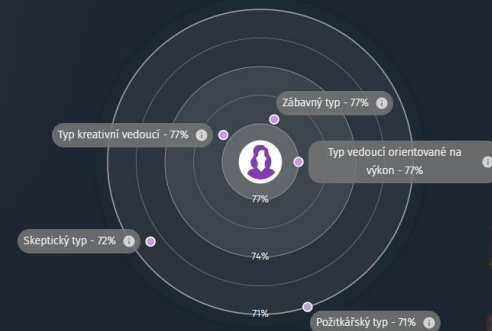 Zábavný typ - 77%
Typ kreativní vedoucí - 77%
Typ vedoucí orientované na
výkon - 77%
77%
Skeptický typ - 72%
74%
71%
Požitkářský typ - 71%